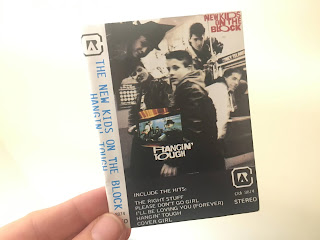 NEW KIDS
ON THE
BLOCK
THE NEW KIDS ON THE BLOCK
HANGIN' TOUGH
HANGIN'
TOUGH
INCLUDE THE HITS:
THE RIGHT STUFF
PLEASE DON'T GO GIRL
I'LL BE LOVING YOU (FOREVER)
HANGIN' TOUGH
COVER GIRL
STEREO